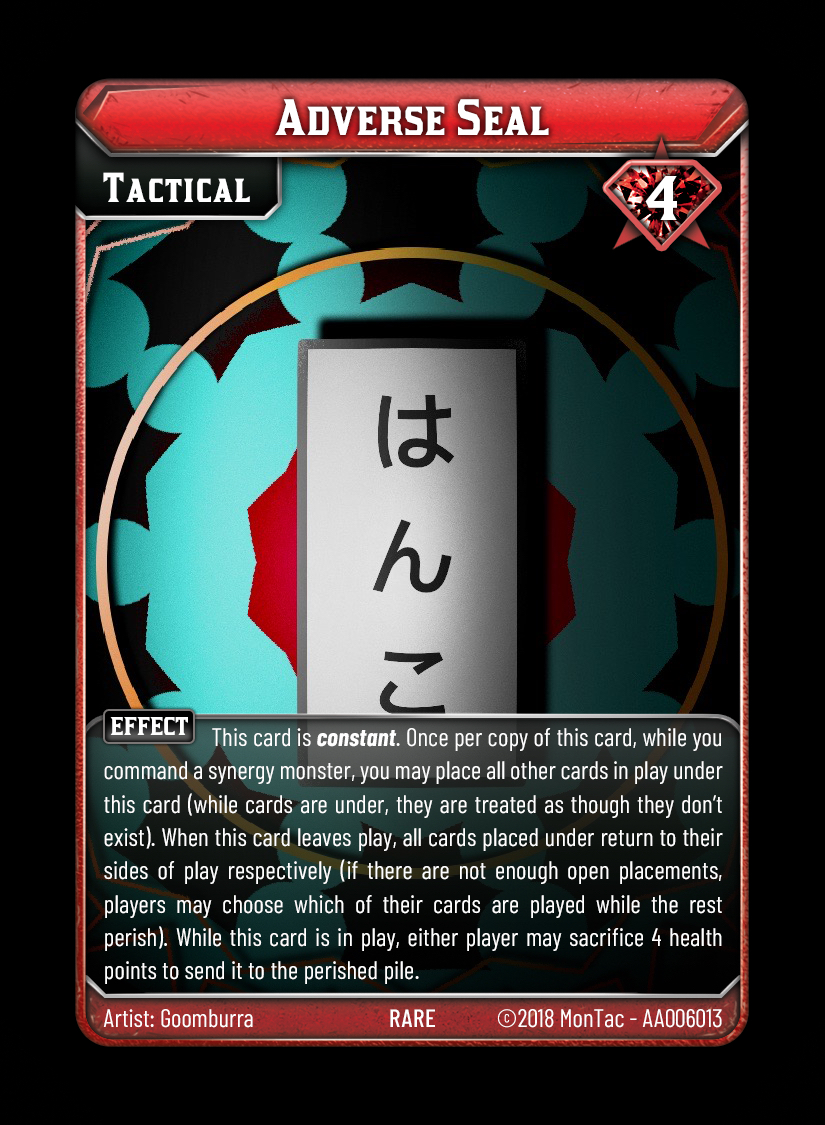 ADVERSE SEAL
TACTICAL
4
は
ん
こ
EFFECT
This card is constant. Once per copy of this card, while you
command a synergy monster, you may place all other cards in play under
this card (while cards are under, they are treated as though they don't
exist). When this card leaves play, all cards placed under return to their
sides of play respectively (if there are not enough open placements,
players may choose which of their cards are played while the rest
perish). While this card is in play, either player may sacrifice 4 health
points to send it to the perished pile.
Artist: Goomburra RARE ©2018 MonTac - AA006013